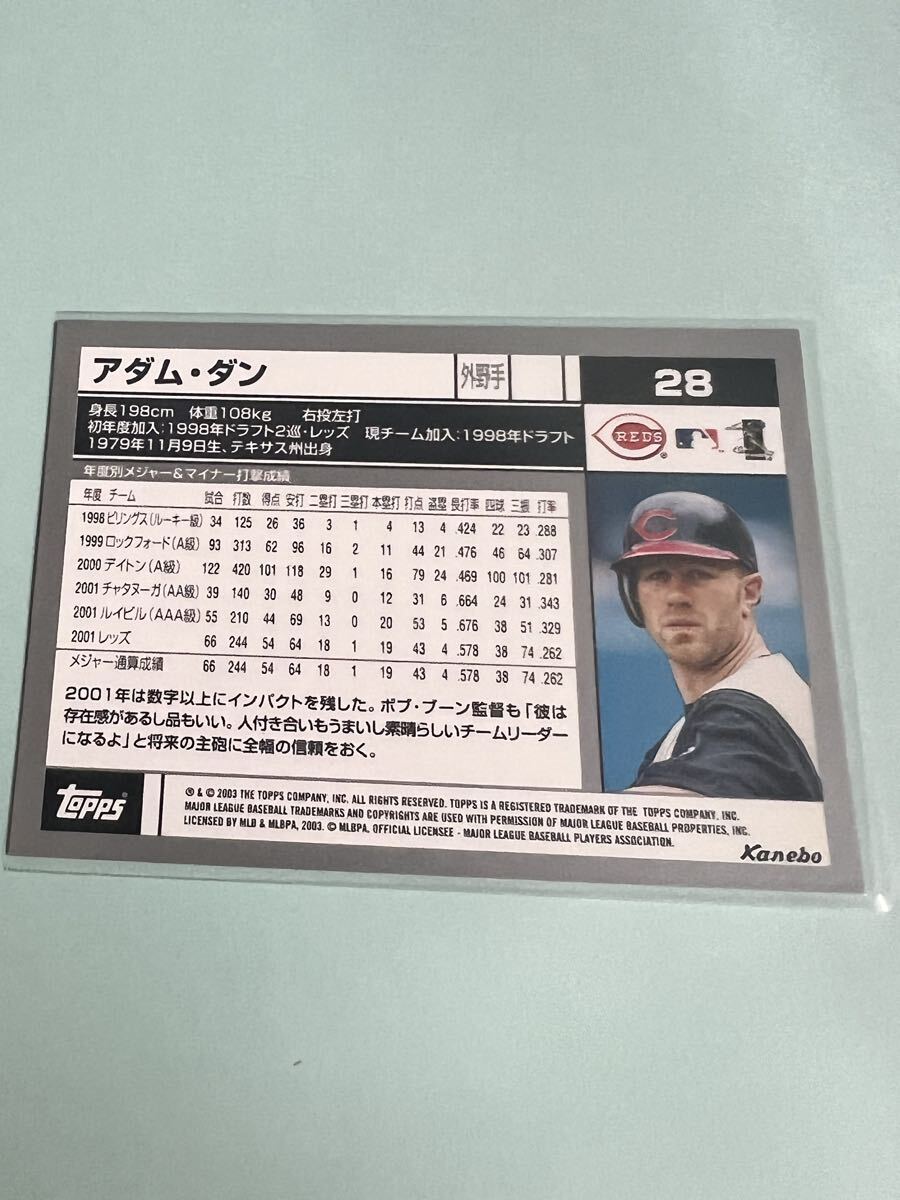 アダム・ダン
外野手
28
身長198cm 体重108kg 右投左打
初年度加入:1998年ドラフト2巡・レッズ 現チーム加入:1998年ドラフト
1979年11月9日生、テキサス州出身
REDS
年度別メジャー&マイナー打撃成績
年度 チーム 試合 打数 得点 安打 二塁打 三塁打 本塁打 打点 盗塁 長打率 四球 三振 打率
1998 ビリングス(ルーキー級) 34 125 26 36 3 1 4 13 4 .424 22 23 .288
1999 ロックフォード(A級) 93 313 62 96 16 2 11 44 21 .476 46 64 .307
2000 デイトン(A級) 122 420 101 118 29 1 16 79 24 .469 100 101 .281
2001 チャタヌーガ(AA級) 39 140 30 48 9 0 12 31 6 .664 24 31 .343
2001 ルイビル(AAA級) 55 210 44 69 13 0 20 53 5 .676 38 51 .329
2001 レッズ 66 244 54 64 18 1 19 43 4 .578 38 74 .262
メジャー通算成績 66 244 54 64 18 1 19 43 4 .578 38 74 .262
2001年は数字以上にインパクトを残した。ボブ・ブーン監督も「彼は
存在感があるし品もいい。人付き合いもうまいし素晴らしいチームリーダー
になるよ」と将来の主砲に全幅の信頼をおく。
C
TOPPS
® & © 2003 THE TOPPS COMPANY, INC. ALL RIGHTS RESERVED. TOPPS IS A REGISTERED TRADEMARK OF THE TOPPS COMPANY, INC.
MAJOR LEAGUE BASEBALL TRADEMARKS AND COPYRIGHTS ARE USED WITH PERMISSION OF MAJOR LEAGUE BASEBALL PROPERTIES, INC.
LICENSED BY MLB & MLBPA, 2003. © MLBPA, OFFICIAL LICENSEE - MAJOR LEAGUE BASEBALL PLAYERS ASSOCIATION.
Kanebo